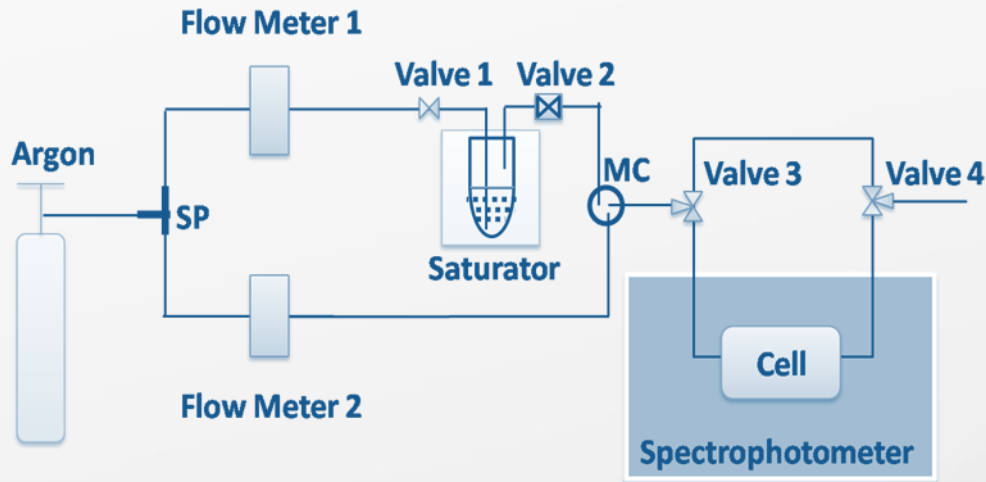 Flow Meter 1
Valve 1
Valve 2
Argon
SP
MC
Valve 3
Valve 4
Saturator
Flow Meter 2
Cell
Spectrophotometer